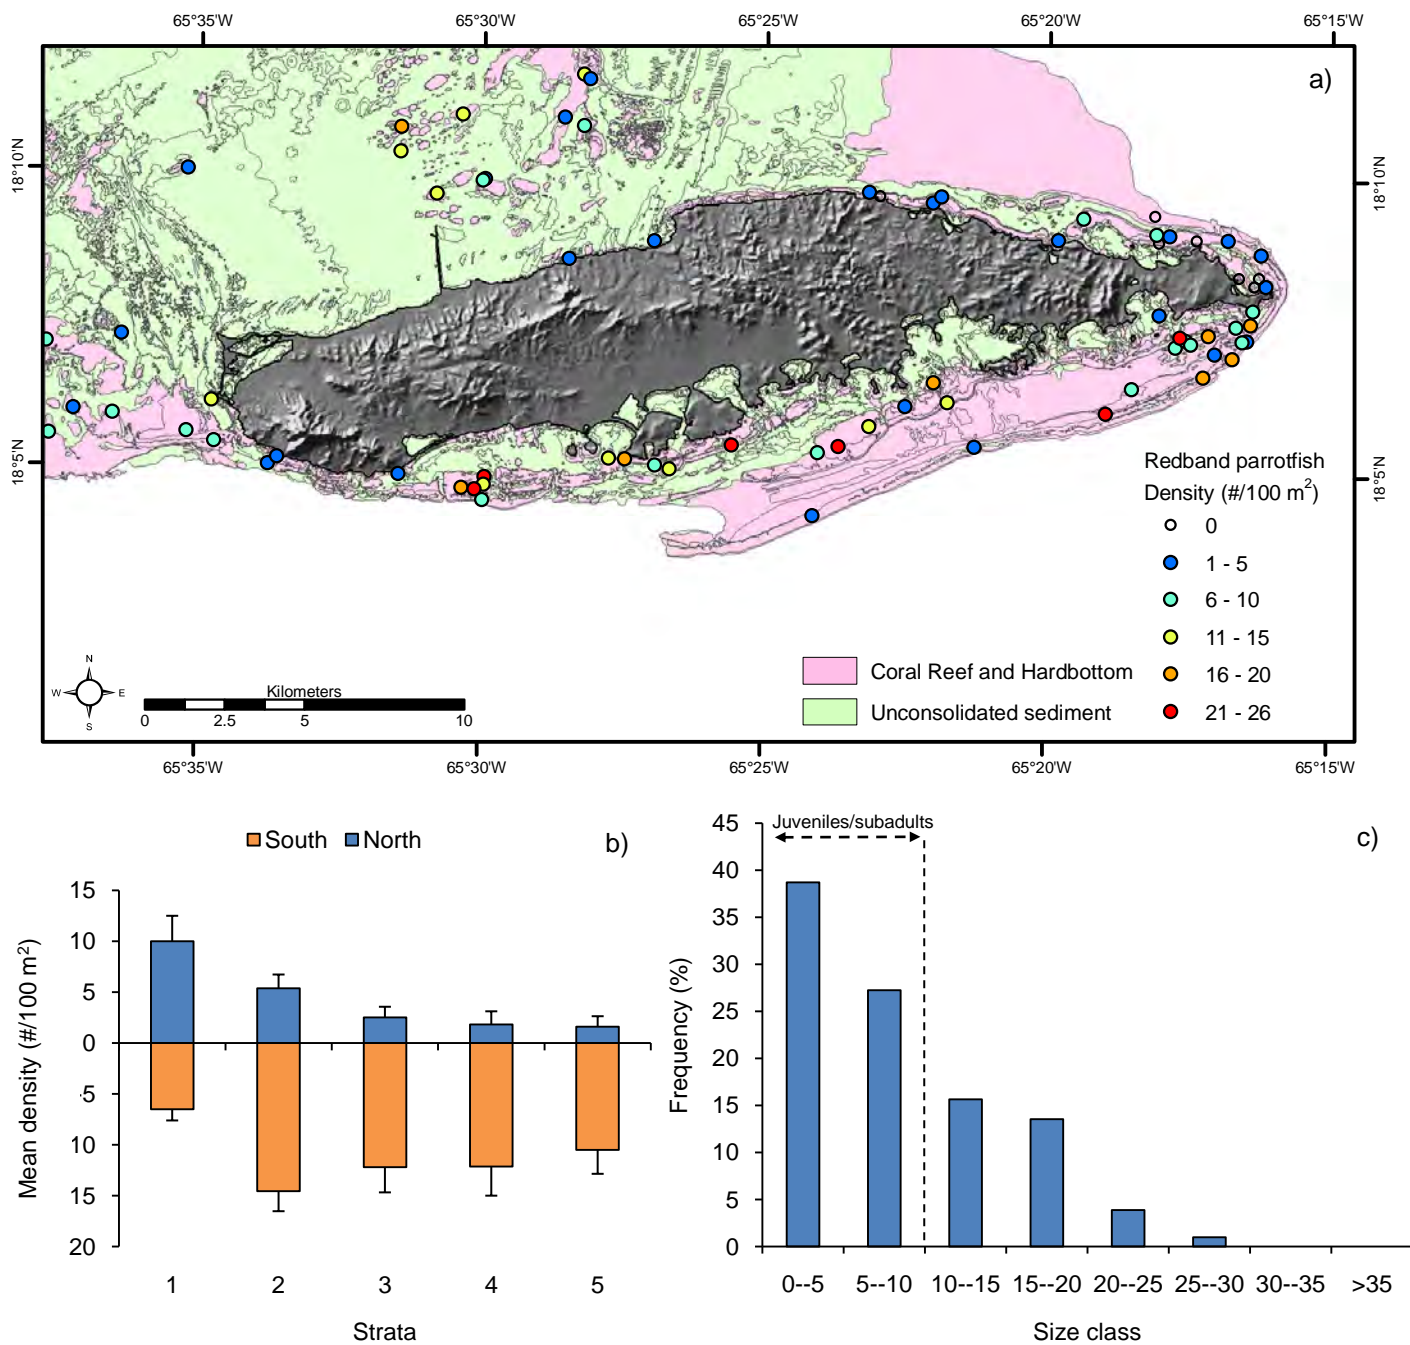 65°35'W 65°30'W 65°25'W 65°20'W 65°15'W
a)
18°10'N 18°10'N
18°5'N 18°5'N
Redband parrotfish
Density (#/100 m2)
0
1 - 5
6 - 10
11 - 15
16 - 20
21 - 26
Coral Reef and Hardbottom
Unconsolidated sediment
N
W E
S
Kilometers
0 2.5 5 10
65°35'W 65°30'W 65°25'W 65°20'W 65°15'W
South North
b)
Mean density (#/100 m2)
15
10
5
0
5
10
15
20
1 2 3 4 5
Strata
c)
Juveniles/subadults
Frequency (%)
45
40
35
30
25
20
15
10
5
0
0--5 5--10 10--15 15--20 20--25 25--30 30--35 >35
Size class